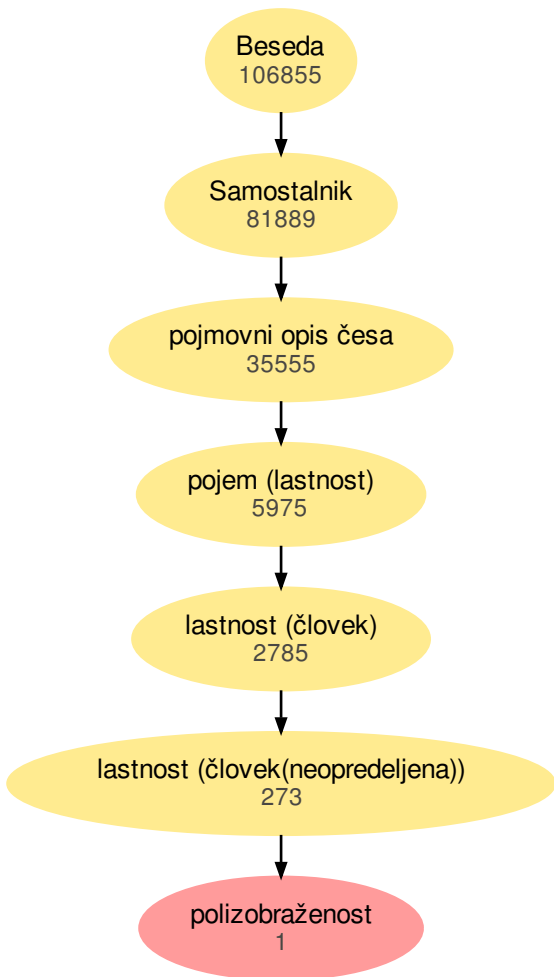 Beseda
106855
Samostalnik
81889
pojmovni opis česa
35555
pojem (lastnost)
5975
lastnost (človek)
2785
lastnost (človek(neopredeljena))
273
polizobraženost
1